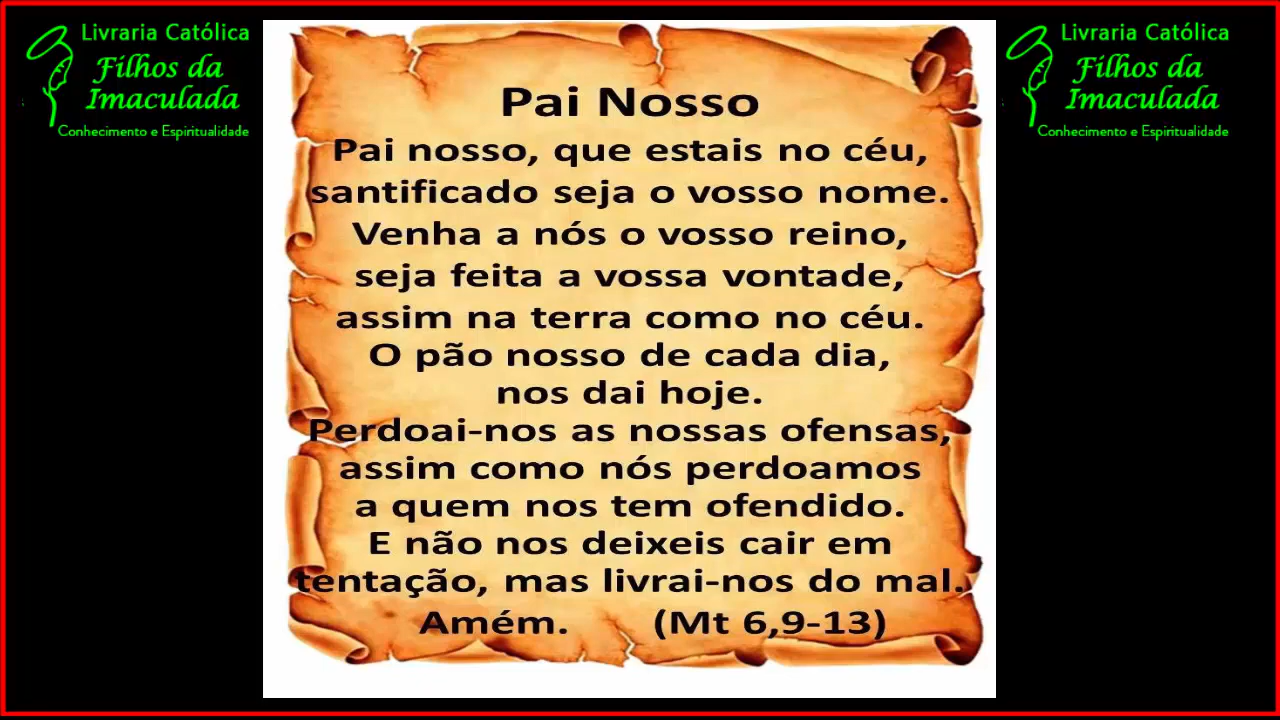 Livraria Católica
Filhos da
Imaculada
Conhecimento e Espiritualidade
Pai Nosso
Pai nosso, que estais no céu,
santificado seja o vosso nome.
Venha a nós o vosso reino,
seja feita a vossa vontade,
assim na terra como no céu.
O pão nosso de cada dia,
nos dai hoje.
Perdoai-nos as nossas ofensas,
assim como nós perdoamos
a quem nos tem ofendido.
E não nos deixeis cair em
tentação, mas livrai-nos do mal.
Amém. (Mt 6,9-13)
Livraria Católica
Filhos da
Imaculada
Conhecimento e Espiritualidade